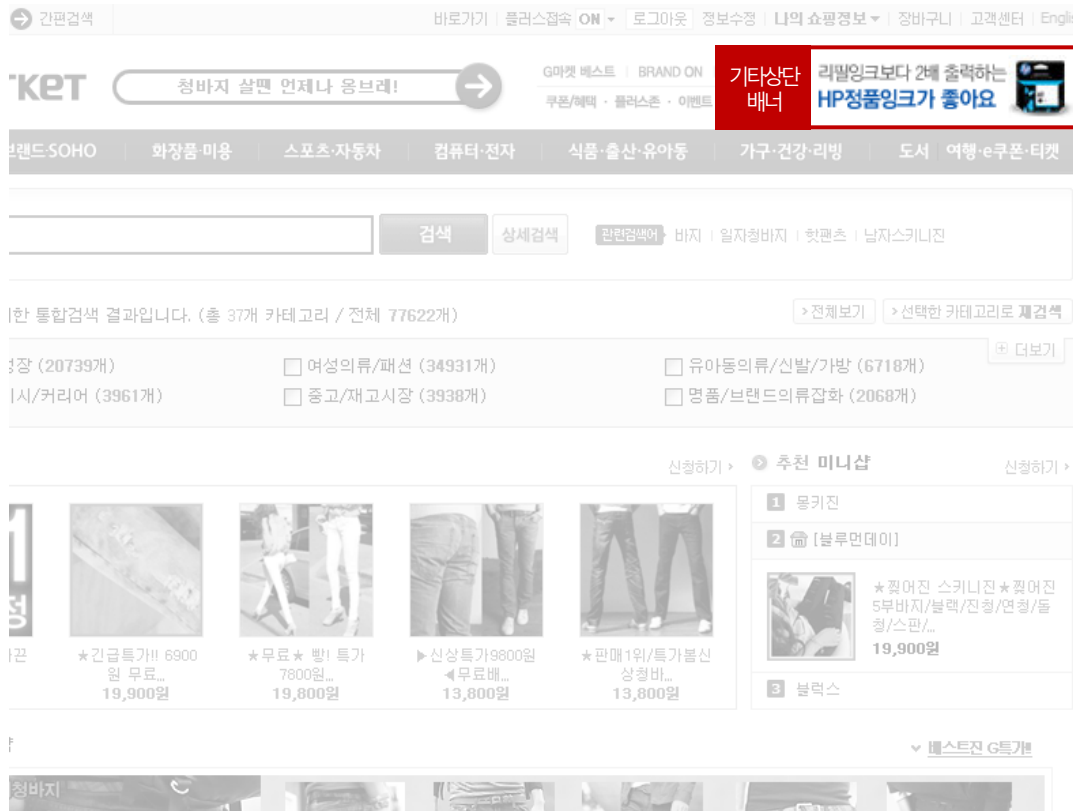 간편검색
바로가기 플러스접속 ON 로그아웃 정보수정 나의 쇼핑정보 장바구니 고객센터 Englis
청바지 살땐 언제나 옹브래!
G마켓 베스트 BRAND ON
쿠폰/혜택 · 플러스존 · 이벤트
기타상단
배너
리필잉크보다 2배 출력하는
HP정품잉크가 좋아요
브랜드·SOHO 화장품·미용 스포츠·자동차 컴퓨터·전자 식품·출산·유아동 가구·건강·리빙 도서 여행·e쿠폰·티켓
검색 상세검색 관련검색어 바지 일자청바지 핫팬츠 남자스키니진
한 통합검색 결과입니다. (총 37개 카테고리 / 전체 77622개)
전체보기 선택한 카테고리로 재검색
더보기
(20739개) 여성의류/패션 (34931개) 유아동의류/신발/가방 (6718개)
시/커리어 (3961개) 중고/재고시장 (3938개) 명품/브랜드의류잡화 (2068개)
신청하기 추천 미니샵 신청하기
1 몽키진
2 [블루먼데이]
★찢어진 스키니진★찢어진
5부바지/블랙/진청/연청/돌
청/스판/...
19,900원
3 블럭스
★긴급특가!! 6900
원 무료...
19,900원
★무료★ 빵! 특가
7800원...
19,800원
▶신상특가9800원
◀무료배...
13,800원
★판매1위/특가봄신
상청바...
13,800원
베스트진 G특가!!
청바지